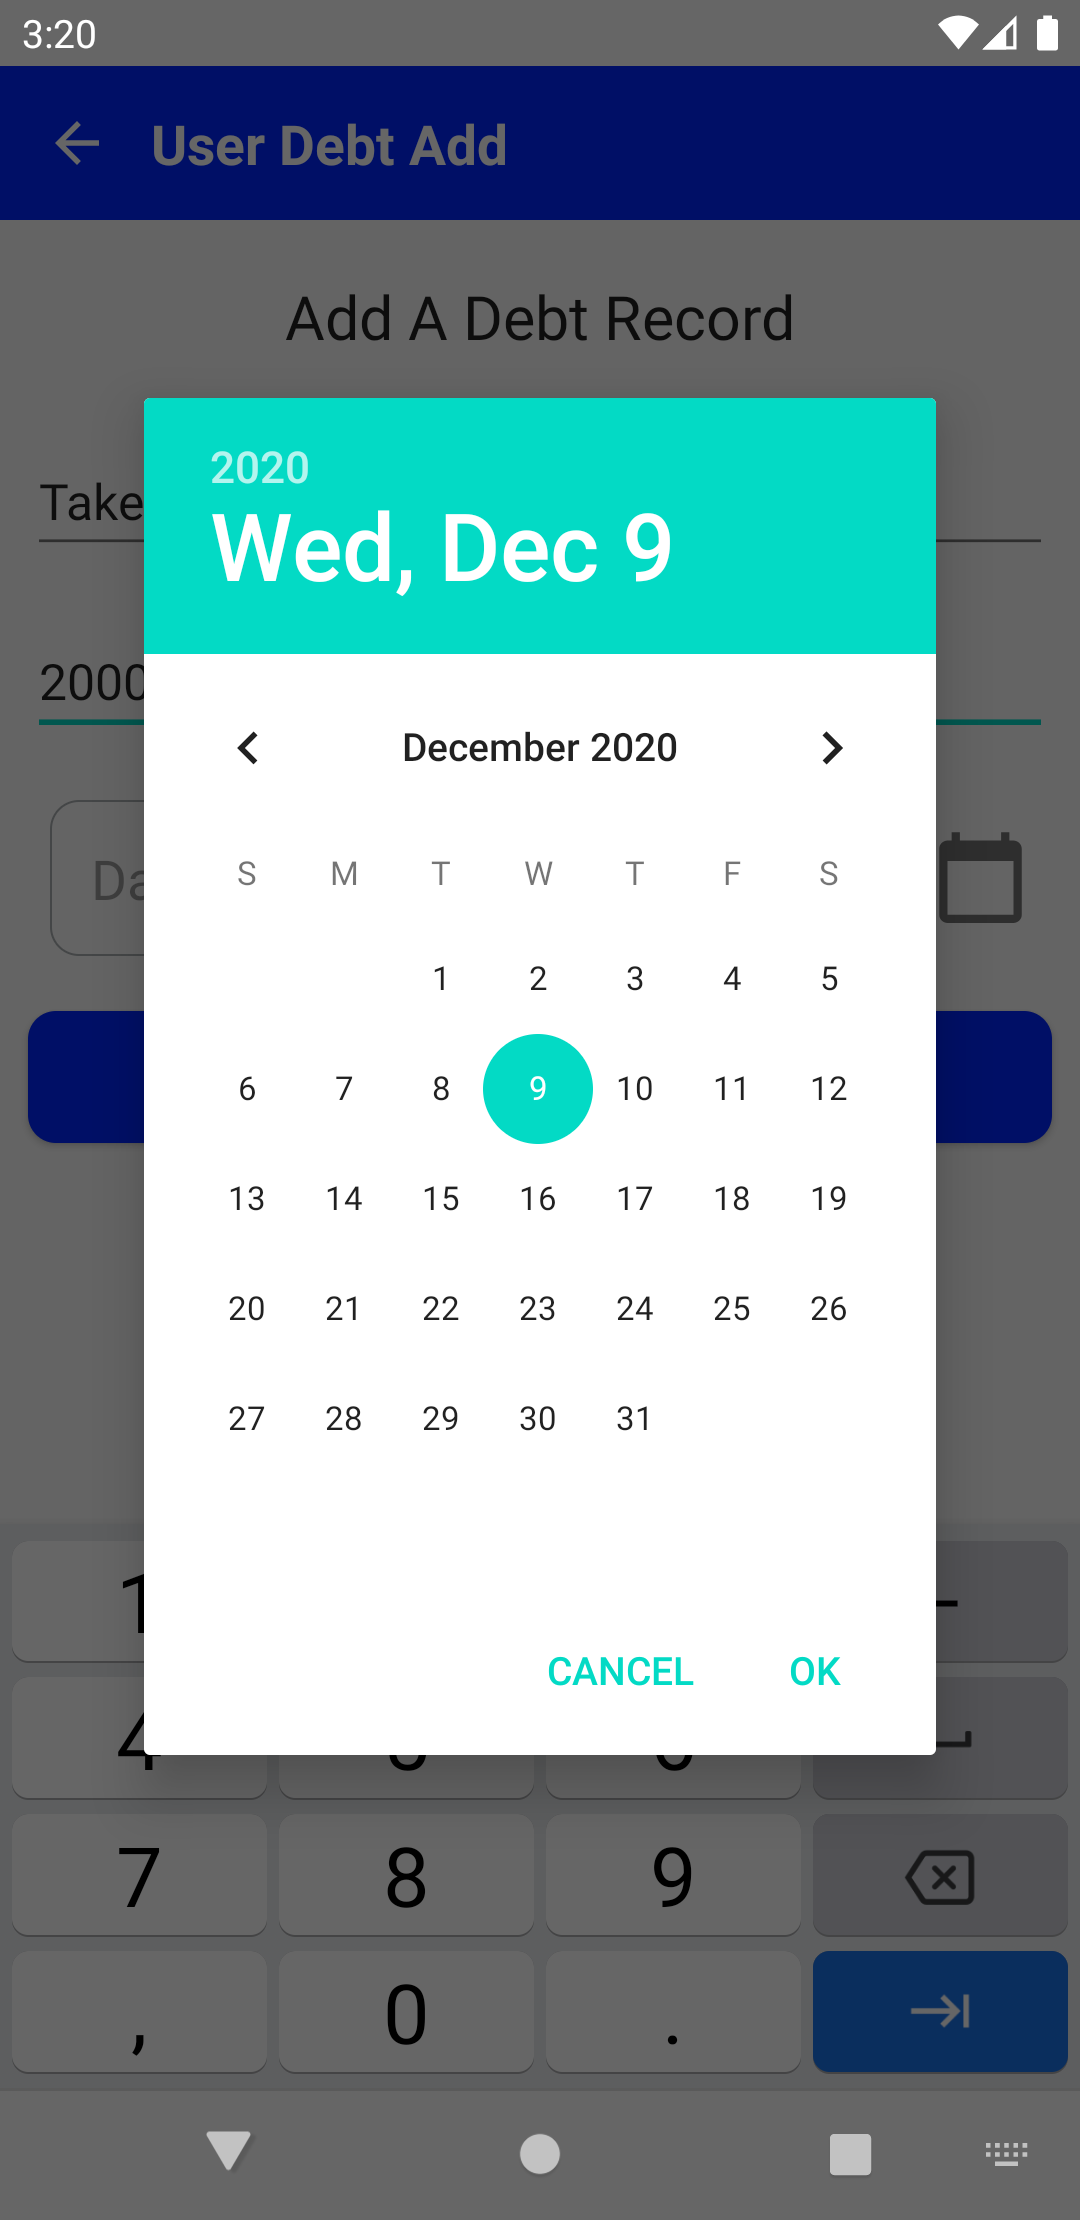 3:20
User Debt Add
Add A Debt Record
Take
2000
Da
2020
Wed, Dec 9
December 2020
S M T W T F S
1 2 3 4 5
6 7 8 9 10 11 12
13 14 15 16 17 18 19
20 21 22 23 24 25 26
27 28 29 30 31
CANCEL OK
1
4
7 8 9
, 0 .